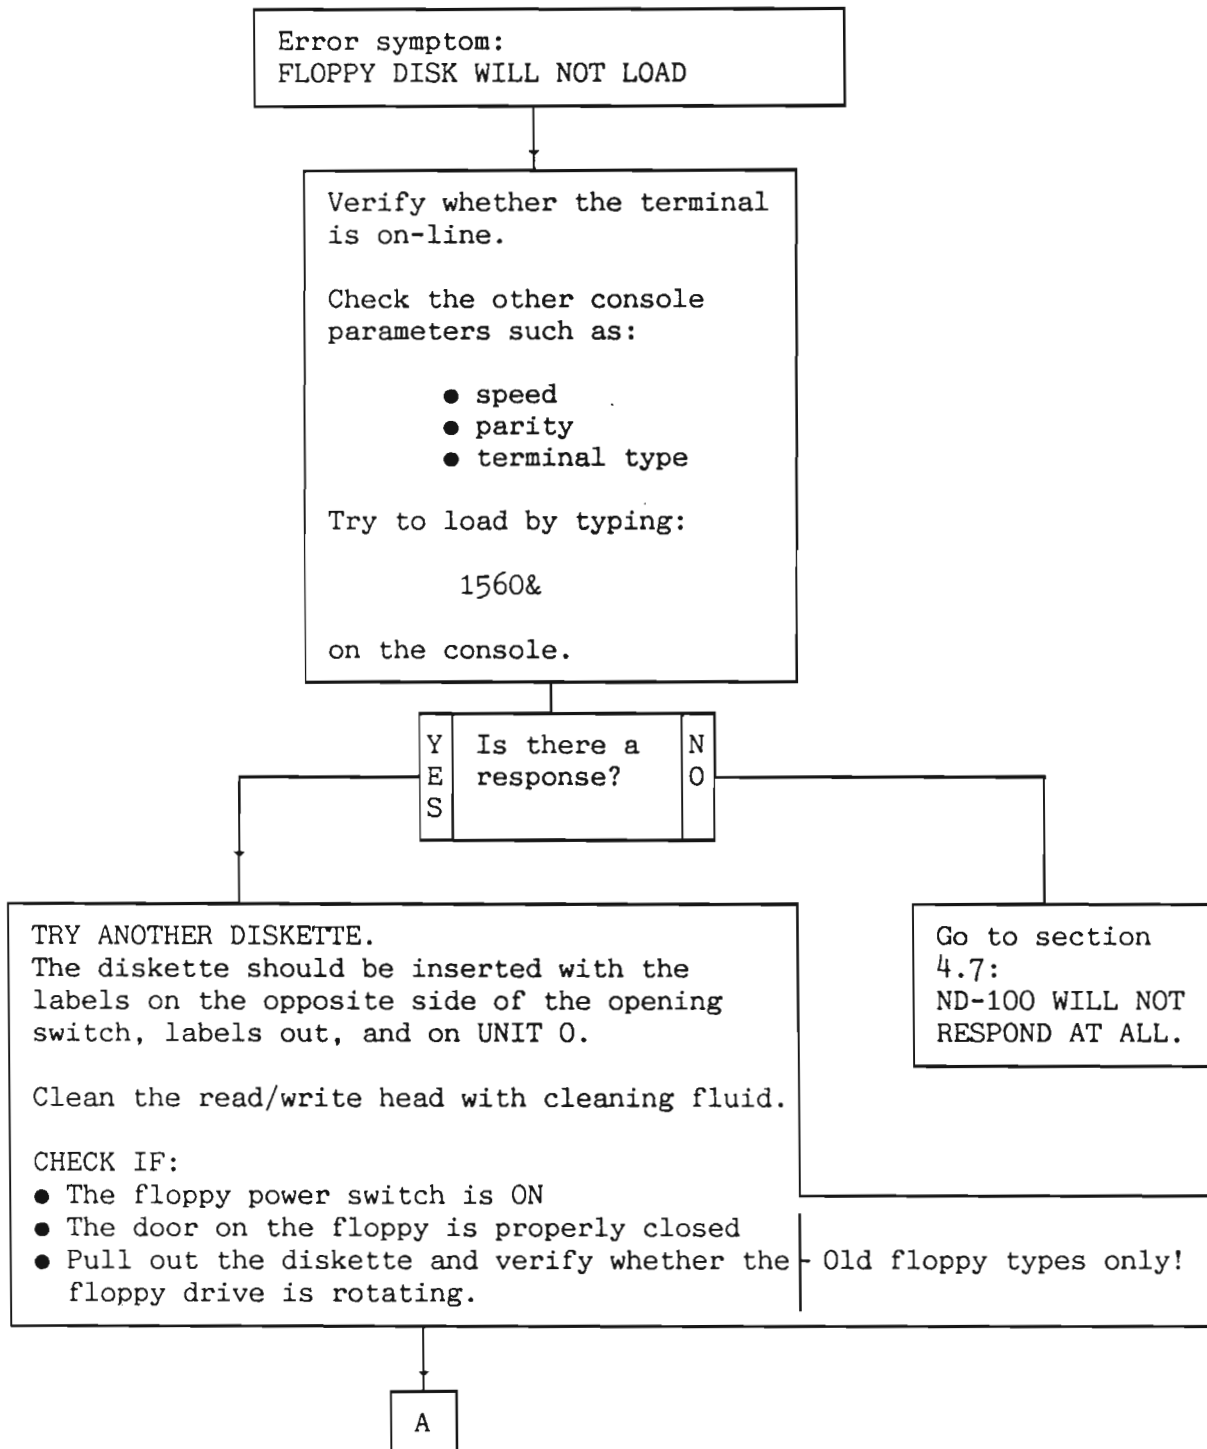 Error symptom:
FLOPPY DISK WILL NOT LOAD
Verify whether the terminal
is on-line.
Check the other console
parameters such as:
● speed
● parity
● terminal type
Try to load by typing:
1560&
on the console.
YES
Is there a
response?
NO
TRY ANOTHER DISKETTE.
The diskette should be inserted with the
labels on the opposite side of the opening
switch, labels out, and on UNIT 0.
Clean the read/write head with cleaning fluid.
CHECK IF:
● The floppy power switch is ON
● The door on the floppy is properly closed
● Pull out the diskette and verify whether the
floppy drive is rotating.
Old floppy types only!
Go to section
4.7:
ND-100 WILL NOT
RESPOND AT ALL.
A